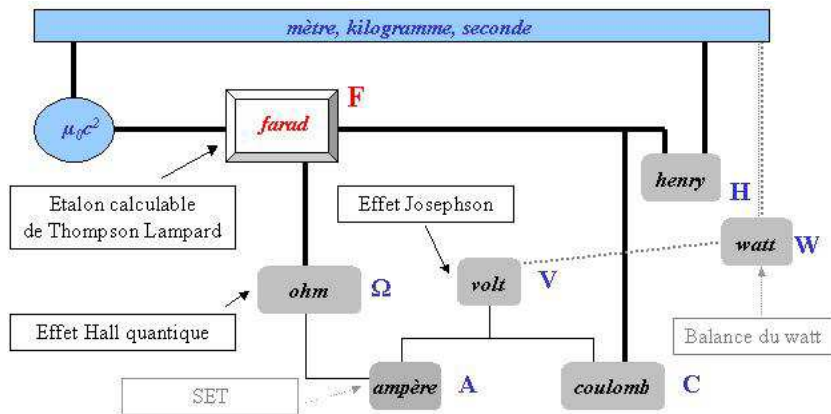 mètre, kilogramme, seconde
F
μ₀c²
farad
henry
H
Etalon calculable
de Thompson Lampard
Effet Josephson
watt
W
ohm
Ω
volt
V
Effet Hall quantique
Balance du watt
SET
ampère
A
coulomb
C